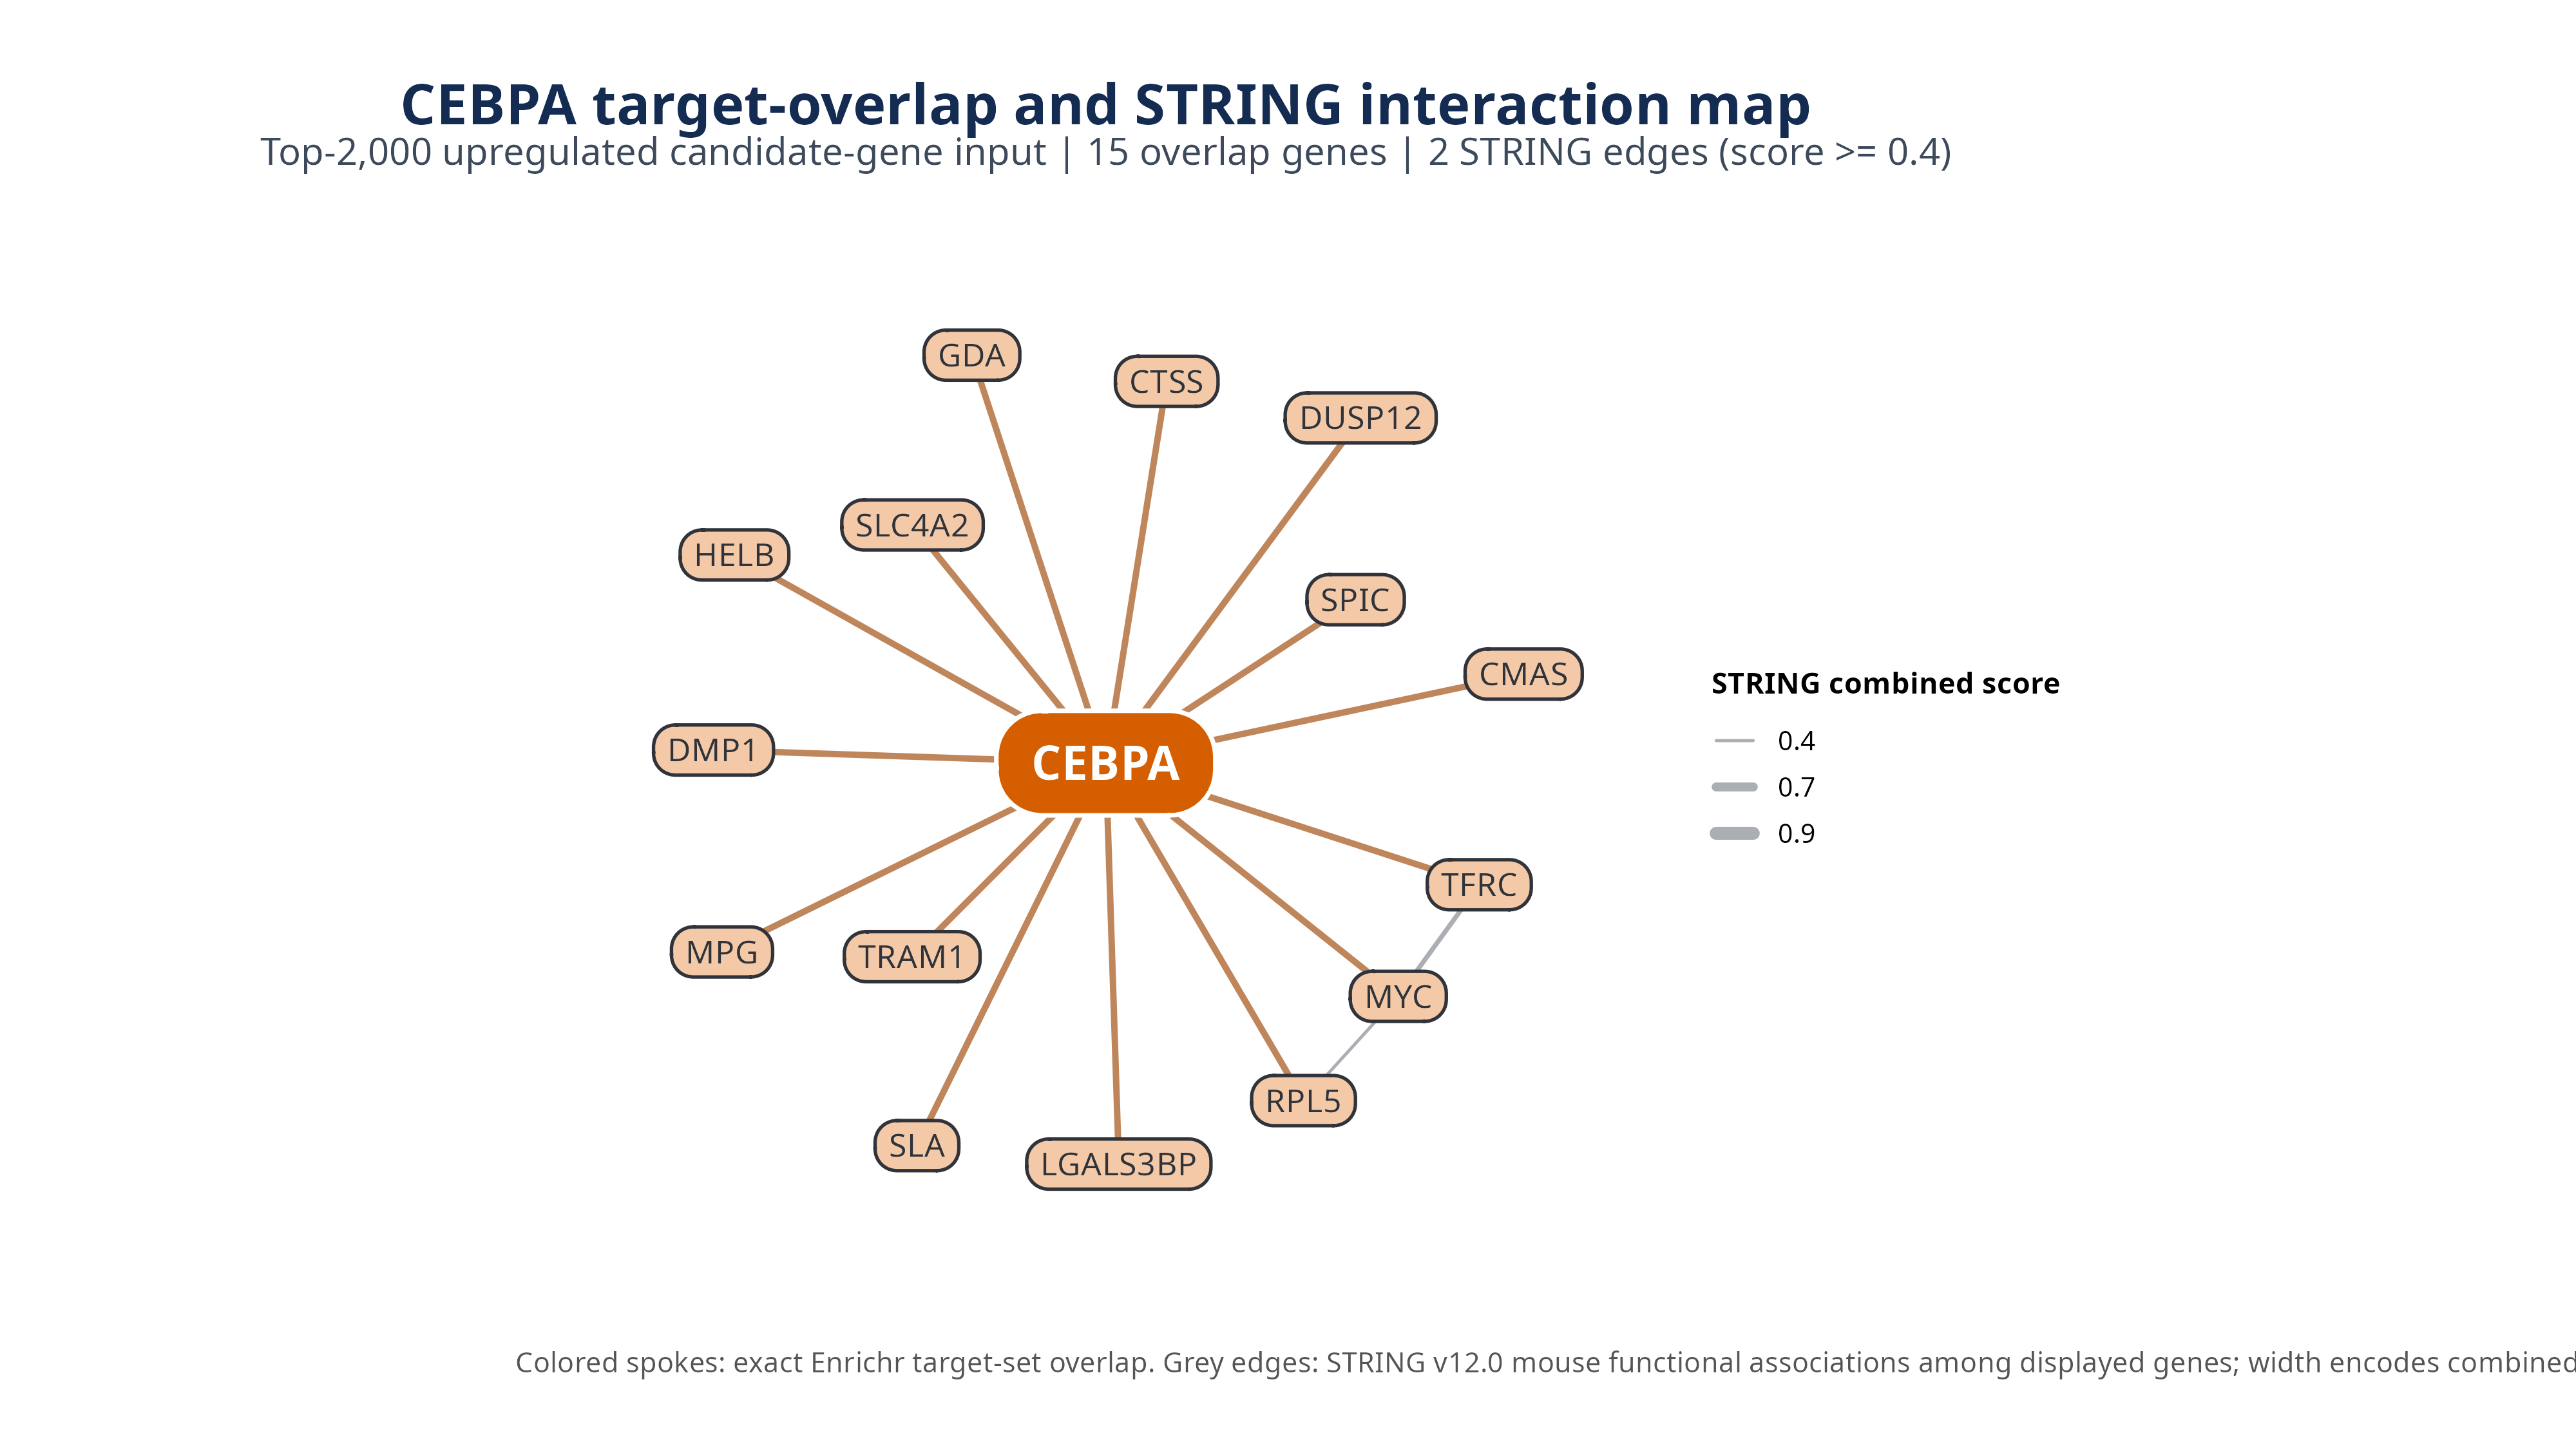 CEBPA target-overlap and STRING interaction map
Top-2,000 upregulated candidate-gene input | 15 overlap genes | 2 STRING edges (score >= 0.4)
GDA
CTSS
DUSP12
SLC4A2
HELB
SPIC
CMAS
STRING combined score
0.4
0.7
0.9
DMP1
CEBPA
TFRC
MPG
TRAM1
MYC
RPL5
SLA
LGALS3BP
Colored spokes: exact Enrichr target-set overlap. Grey edges: STRING v12.0 mouse functional associations among displayed genes; width encodes combined